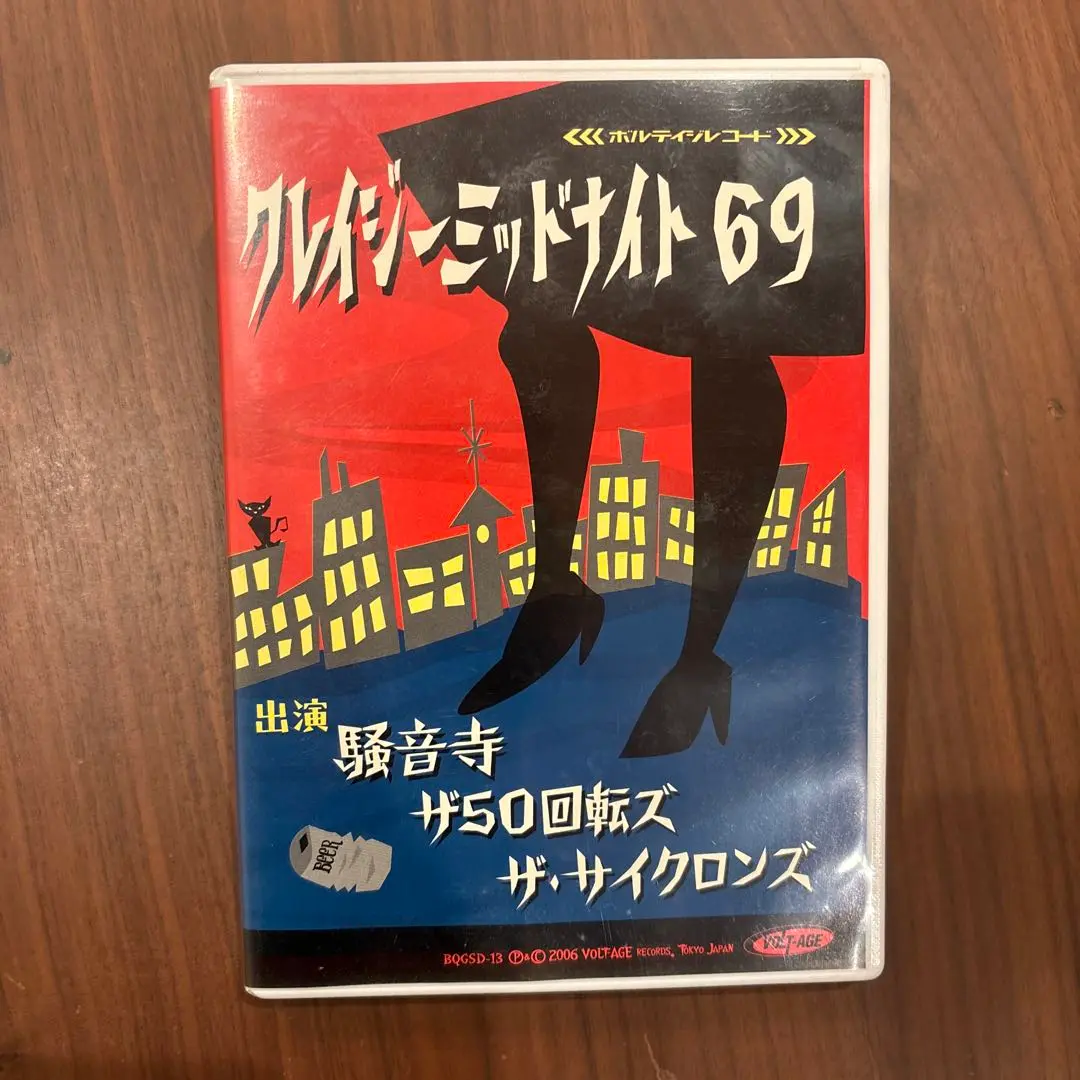 ボルテイジレコード
クレイジーミッドナイト 69
出演
騒音寺
ザ50回転ズ
ザ・サイクロンズ
BEER
BQGSD-13 Ⓟ&Ⓒ 2006 VOLT-AGE RECORDS, TOKYO JAPAN
VOLT-AGE